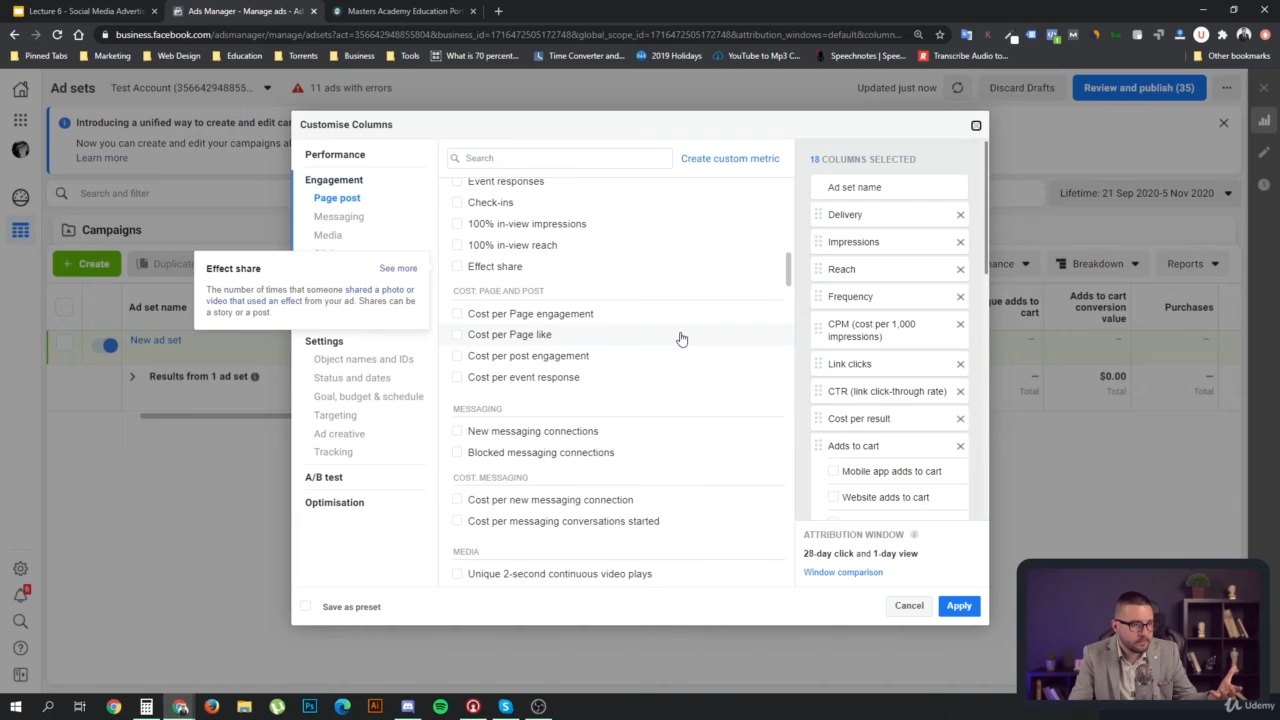 Lecture 6 - Social Media Adverti
Ads Manager - Manage ads - Ad
Masters Academy Education Port
business.facebook.com/adsmanager/manage/adsets?act=356642948855804&business_id=1716472505172748&global_scope_id=1716472505172748&attribution_windows=default&column...
Pinned Tabs
Marketing
Web Design
Education
Torrents
Business
Tools
What is 70 percent...
Time Converter and...
2019 Holidays
YouTube to Mp3 C...
Speechnotes | Spee...
Transcribe Audio to...
Other bookmarks
Ad sets
Test Account (356642948855...
11 ads with errors
Updated just now
Discard Drafts
Review and publish (35)
Introducing a unified way to create and edit can
Now you can create and edit your campaigns al
Learn more
Search and filter
Lifetime: 21 Sep 2020-5 Nov 2020
Campaigns
Create
Duplicate
Breakdown
Reports
Ad set name
Adds to cart conversion value
Purchases
New ad set
Results from 1 ad set
Total
$0.00
Total
Total
Effect share
See more
The number of times that someone shared a photo or
video that used an effect from your ad. Shares can be
a story or a post.
Customise Columns
Performance
Engagement
Page post
Messaging
Media
Settings
Object names and IDs
Status and dates
Goal, budget & schedule
Targeting
Ad creative
Tracking
A/B test
Optimisation
Search
Create custom metric
Event responses
Check-ins
100% in-view impressions
100% in-view reach
Effect share
COST: PAGE AND POST
Cost per Page engagement
Cost per Page like
Cost per post engagement
Cost per event response
MESSAGING
New messaging connections
Blocked messaging connections
COST: MESSAGING
Cost per new messaging connection
Cost per messaging conversations started
MEDIA
Unique 2-second continuous video plays
18 COLUMNS SELECTED
Ad set name
Delivery
Impressions
Reach
Frequency
CPM (cost per 1,000
impressions)
Link clicks
CTR (link click-through rate)
Cost per result
Adds to cart
Mobile app adds to cart
Website adds to cart
ATTRIBUTION WINDOW
28-day click and 1-day view
Window comparison
Save as preset
Cancel
Apply
Udemy